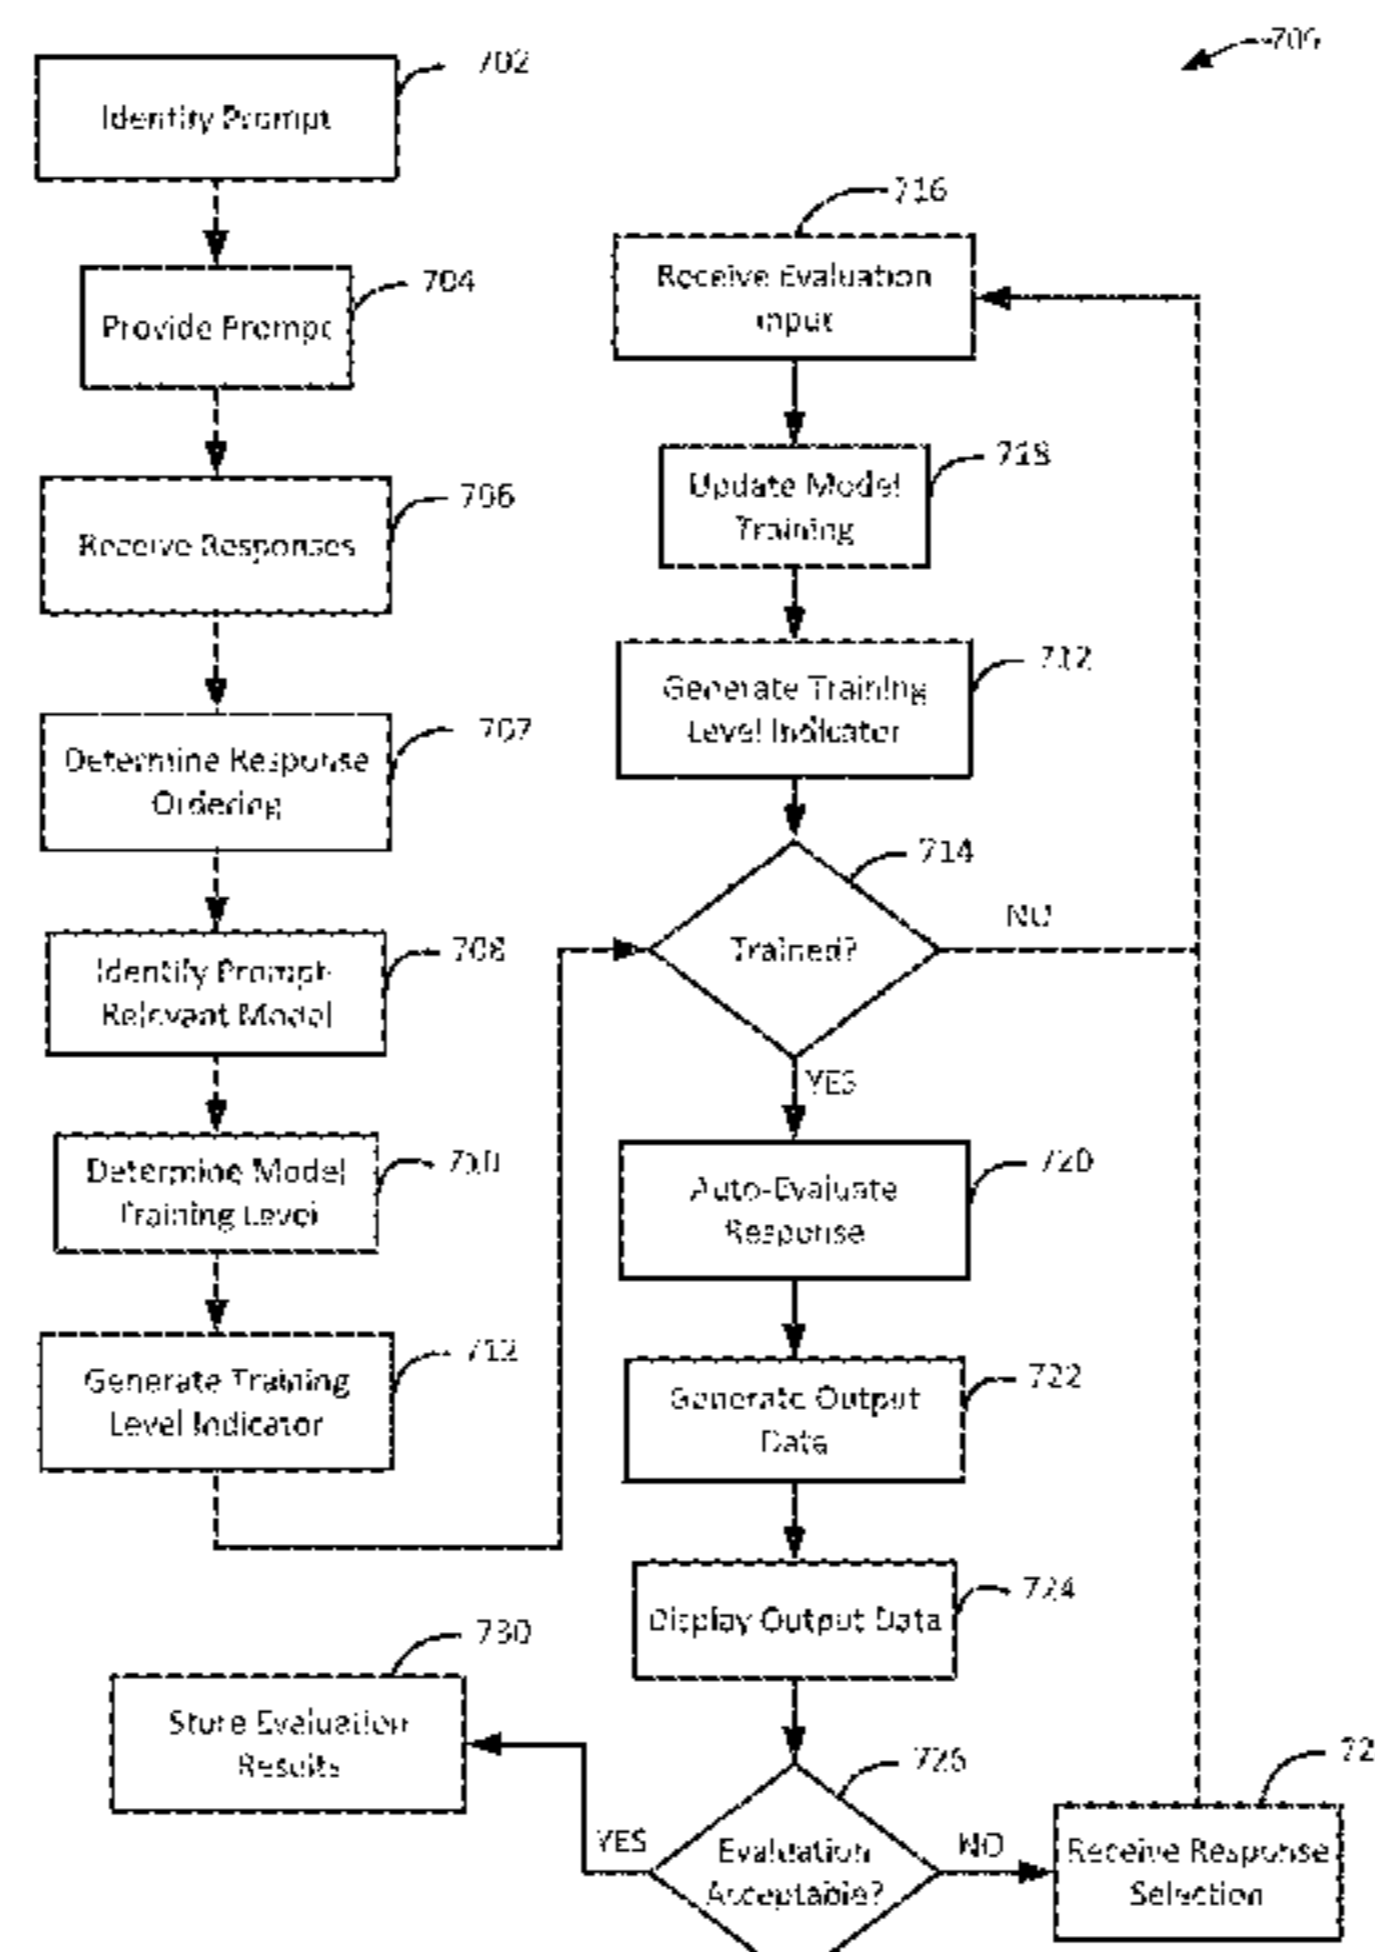 702
Identify Prompt
704
Provide Prompt
706
Receive Responses
707
Determine Response
Ordering
708
Identify Prompt-
Relevant Model
710
Determine Model
Training Level
712
Generate Training
Level Indicator
730
Store Evaluation
Results
716
Receive Evaluation
Input
718
Update Model
Training
712
Generate Training
Level Indicator
714
Trained?
NO
YES
720
Auto-Evaluate
Response
722
Generate Output
Data
724
Display Output Data
726
Evaluation
Acceptable?
YES
NO
72
Receive Response
Selection